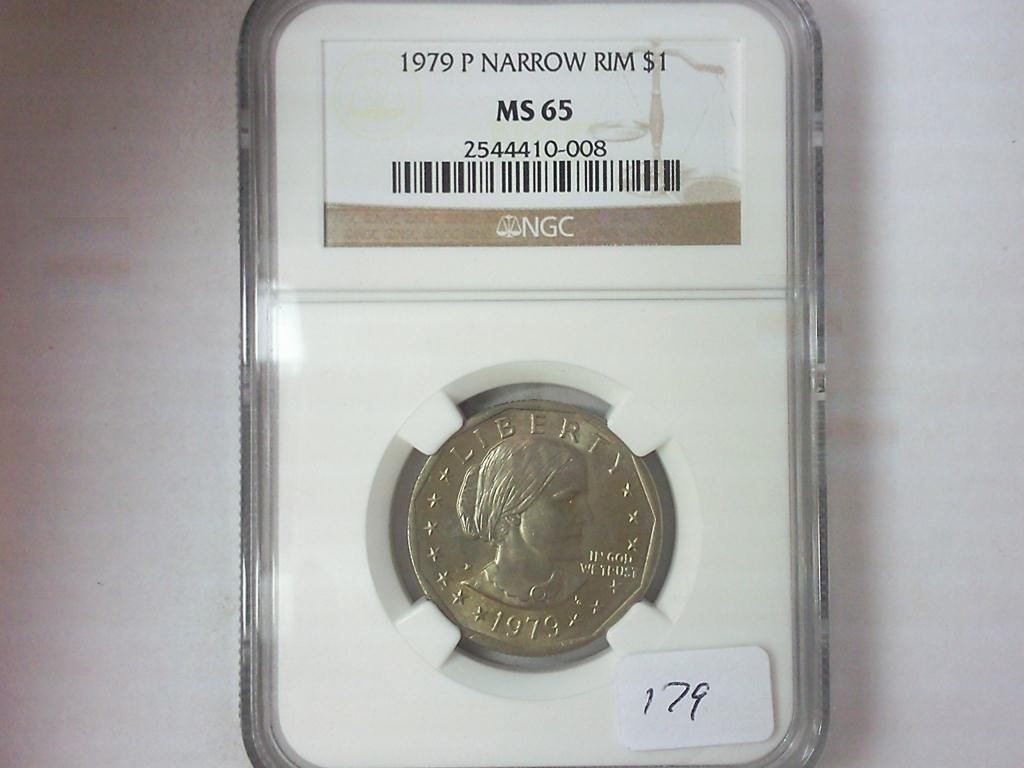 1979 P NARROW RIM $1
MS 65
2544410-008
NGC
LIBERTY
IN GOD
WE TRUST
1979
179